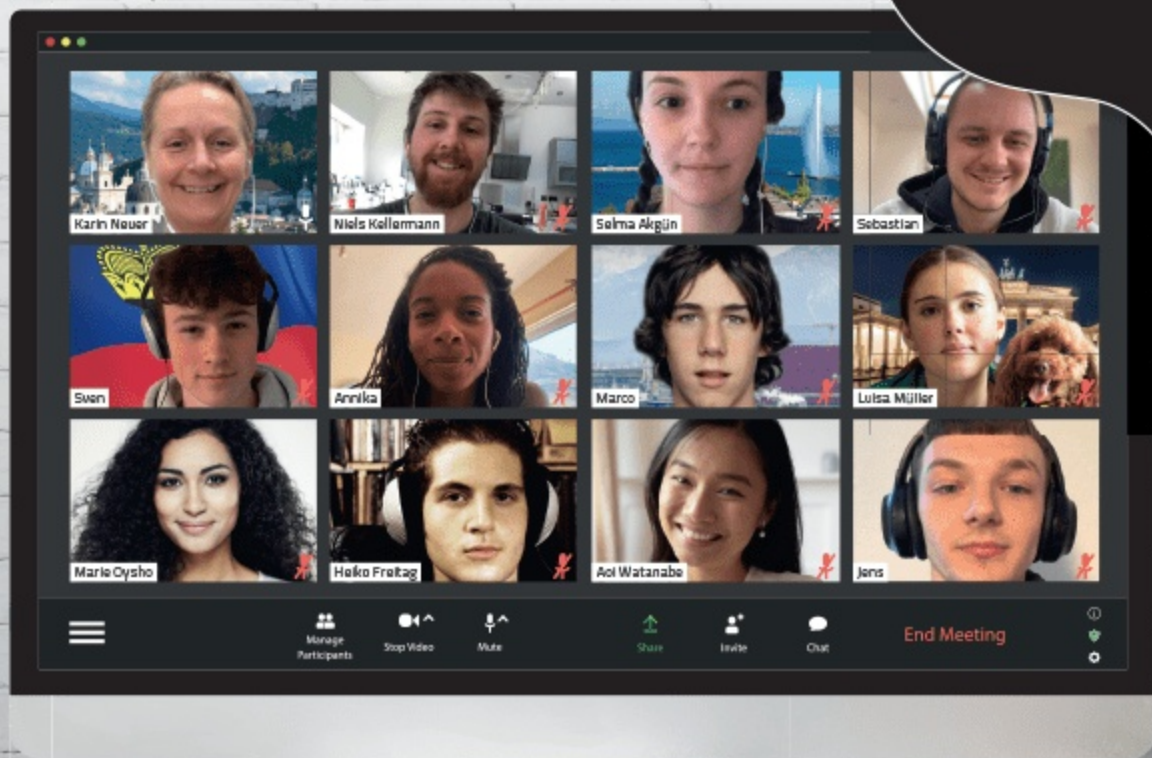 Karin Neuer
Niels Kellermann
Selma Akgün
Sebastian
Sven
Annika
Marco
Luisa Müller
Marie Oysho
Heiko Freitag
Aoi Watanabe
Jens
Manage
Participants
Stop Video
Mute
Share
Invite
Chat
End Meeting